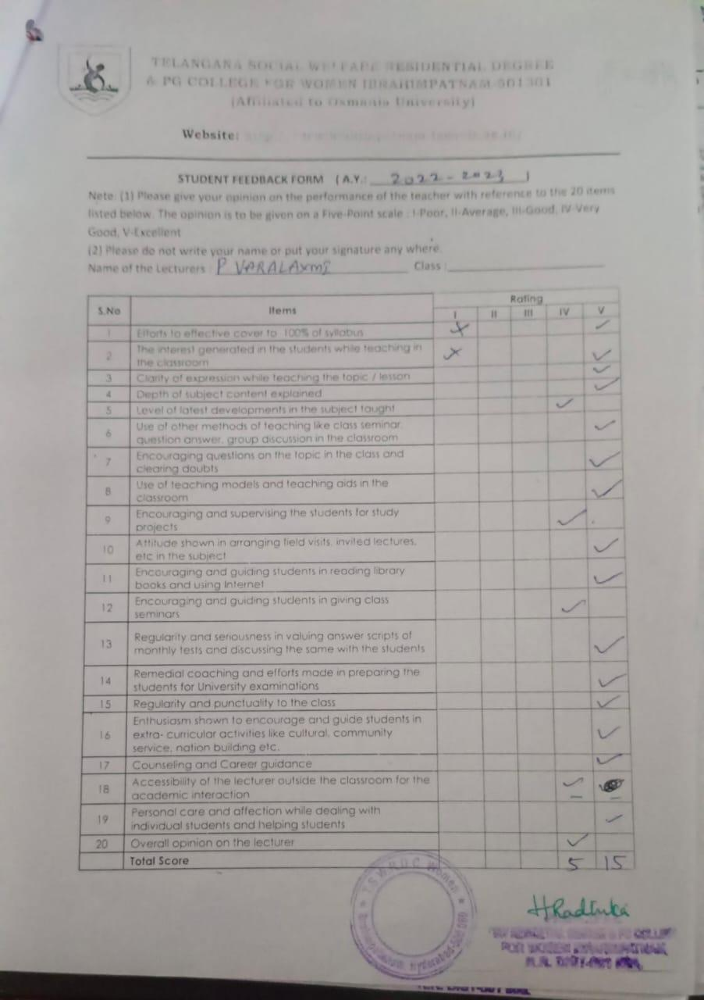 TELANGANA SOCIAL WELFARE RESIDENTIAL DEGREE
& PG COLLEGE FOR WOMEN IBRAHIMPATNAM-501301
(Affiliated to Osmania University)
Website:
STUDENT FEEDBACK FORM ( A.Y.: 2022 - 2023 )
Note: (1) Please give your opinion on the performance of the teacher with reference to the 20 items
listed below. The opinion is to be given on a Five-Point scale : I-Poor, II-Average, III-Good, IV-Very
Good, V-Excellent
(2) Please do not write your name or put your signature any where.
Name of the Lecturers : P VARALAXMI Class :
S.No Items Rating
I II III IV V
1 Efforts to effective cover to 100% of syllabus x ✓
2 The interest generated in the students while teaching in
the classroom x ✓
3 Clarity of expression while teaching the topic / lesson ✓
4 Depth of subject content explained ✓
5 Level of latest developments in the subject taught ✓
6 Use of other methods of teaching like class seminar,
question answer, group discussion in the classroom ✓
7 Encouraging questions on the topic in the class and
clearing doubts ✓
8 Use of teaching models and teaching aids in the
classroom ✓
9 Encouraging and supervising the students for study
projects ✓
10 Attitude shown in arranging field visits, invited lectures,
etc in the subject ✓
11 Encouraging and guiding students in reading library
books and using Internet ✓
12 Encouraging and guiding students in giving class
seminars ✓
13 Regularity and seriousness in valuing answer scripts of
monthly tests and discussing the same with the students ✓
14 Remedial coaching and efforts made in preparing the
students for University examinations ✓
15 Regularity and punctuality to the class ✓
16 Enthusiasm shown to encourage and guide students in
extra- curricular activities like cultural, community
service, nation building etc. ✓
17 Counseling and Career guidance ✓
18 Accessibility of the lecturer outside the classroom for the
academic interaction ✓
19 Personal care and affection while dealing with
individual students and helping students ✓
20 Overall opinion on the lecturer ✓
Total Score 5 15
T.S.W.R.D.C Women
HRadhika
FOR WOMEN